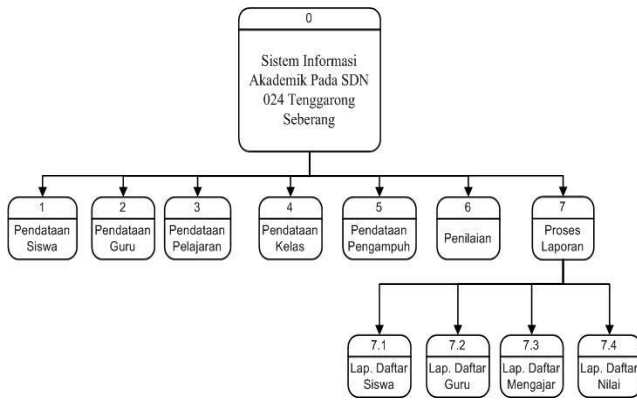 0
Sistem Informasi
Akademik Pada SDN
024 Tenggarong
Seberang
1
Pendataan
Siswa
2
Pendataan
Guru
3
Pendataan
Pelajaran
4
Pendataan
Kelas
5
Pendataan
Pengampuh
6
Penilaian
7
Proses
Laporan
7.1
Lap. Daftar
Siswa
7.2
Lap. Daftar
Guru
7.3
Lap. Daftar
Mengajar
7.4
Lap. Daftar
Nilai